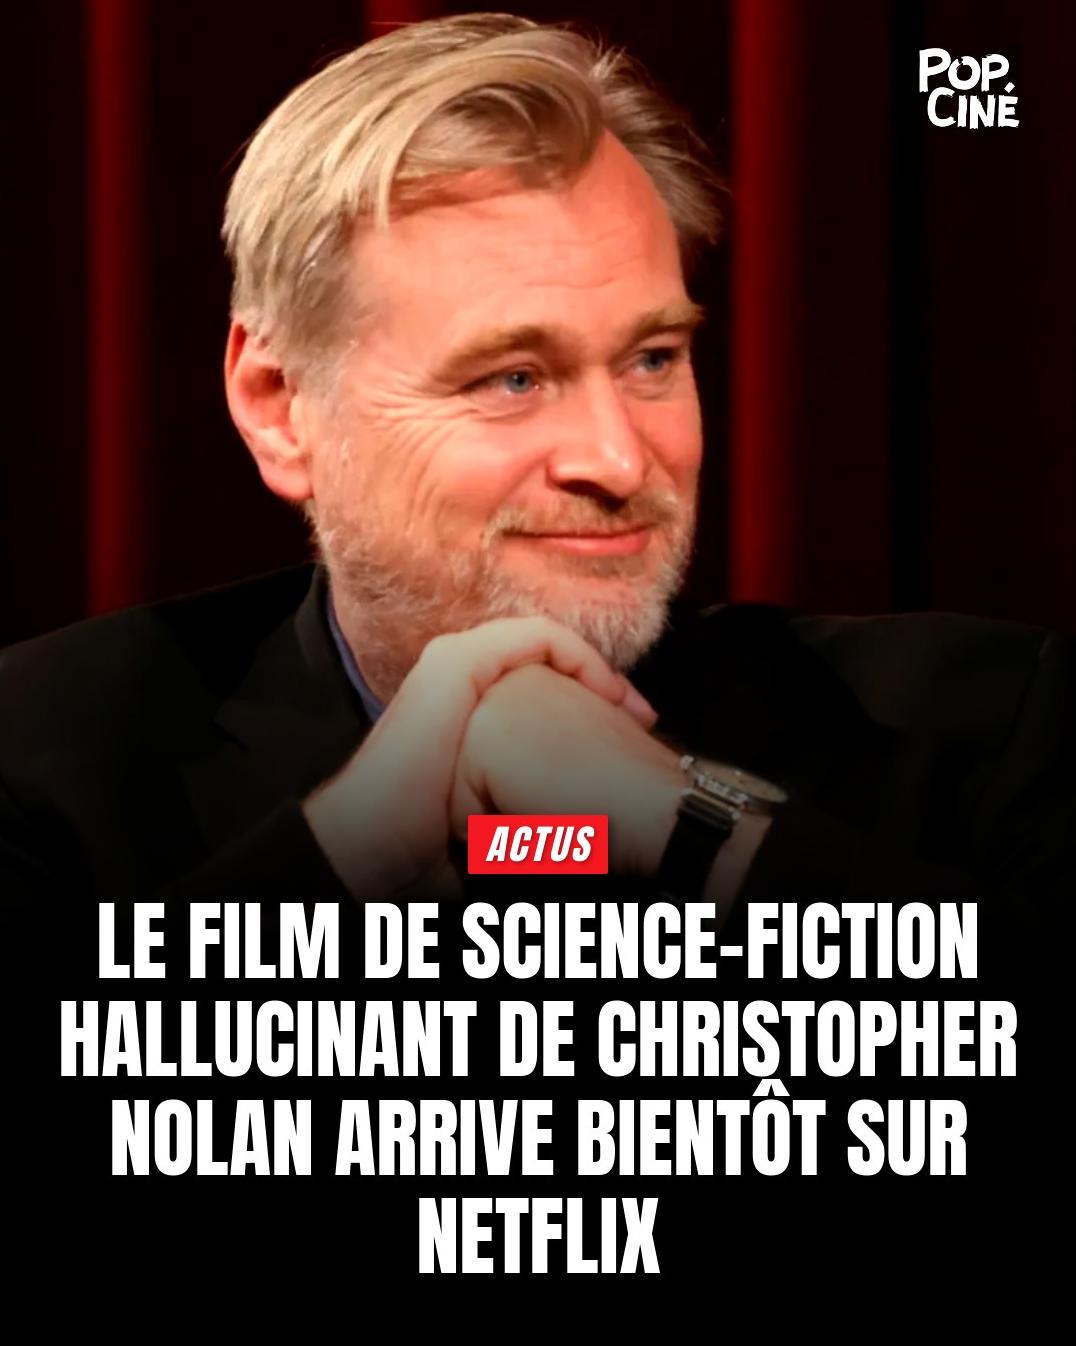 POP.
CINÉ
ACTUS
LE FILM DE SCIENCE-FICTION
HALLUCINANT DE CHRISTOPHER
NOLAN ARRIVE BIENTÔT SUR
NETFLIX